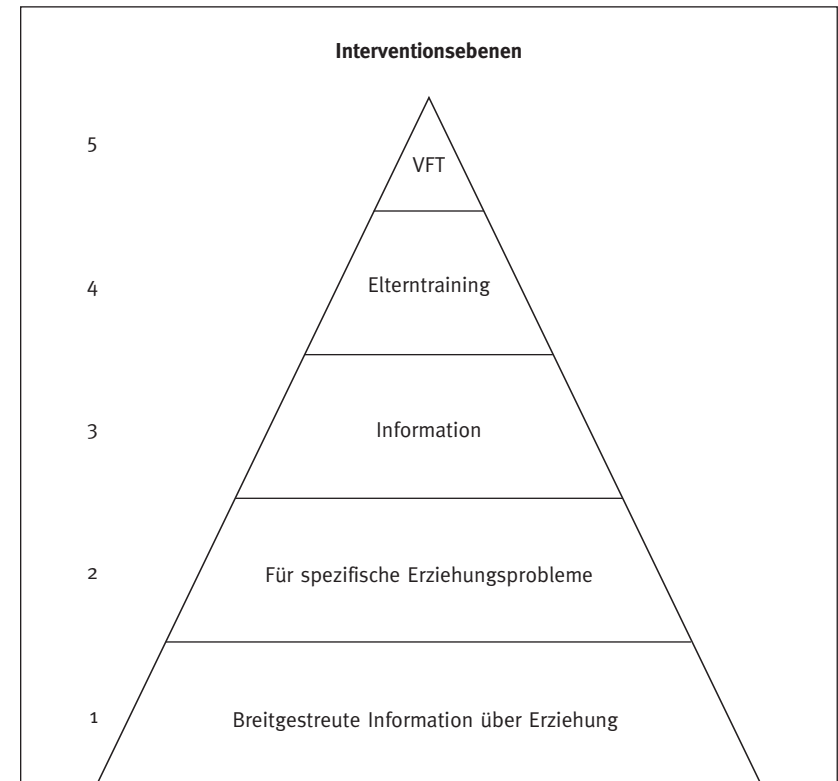 Interventionsebenen
5
VFT
4
Elterntraining
3
Information
2
Für spezifische Erziehungsprobleme
1
Breitgestreute Information über Erziehung